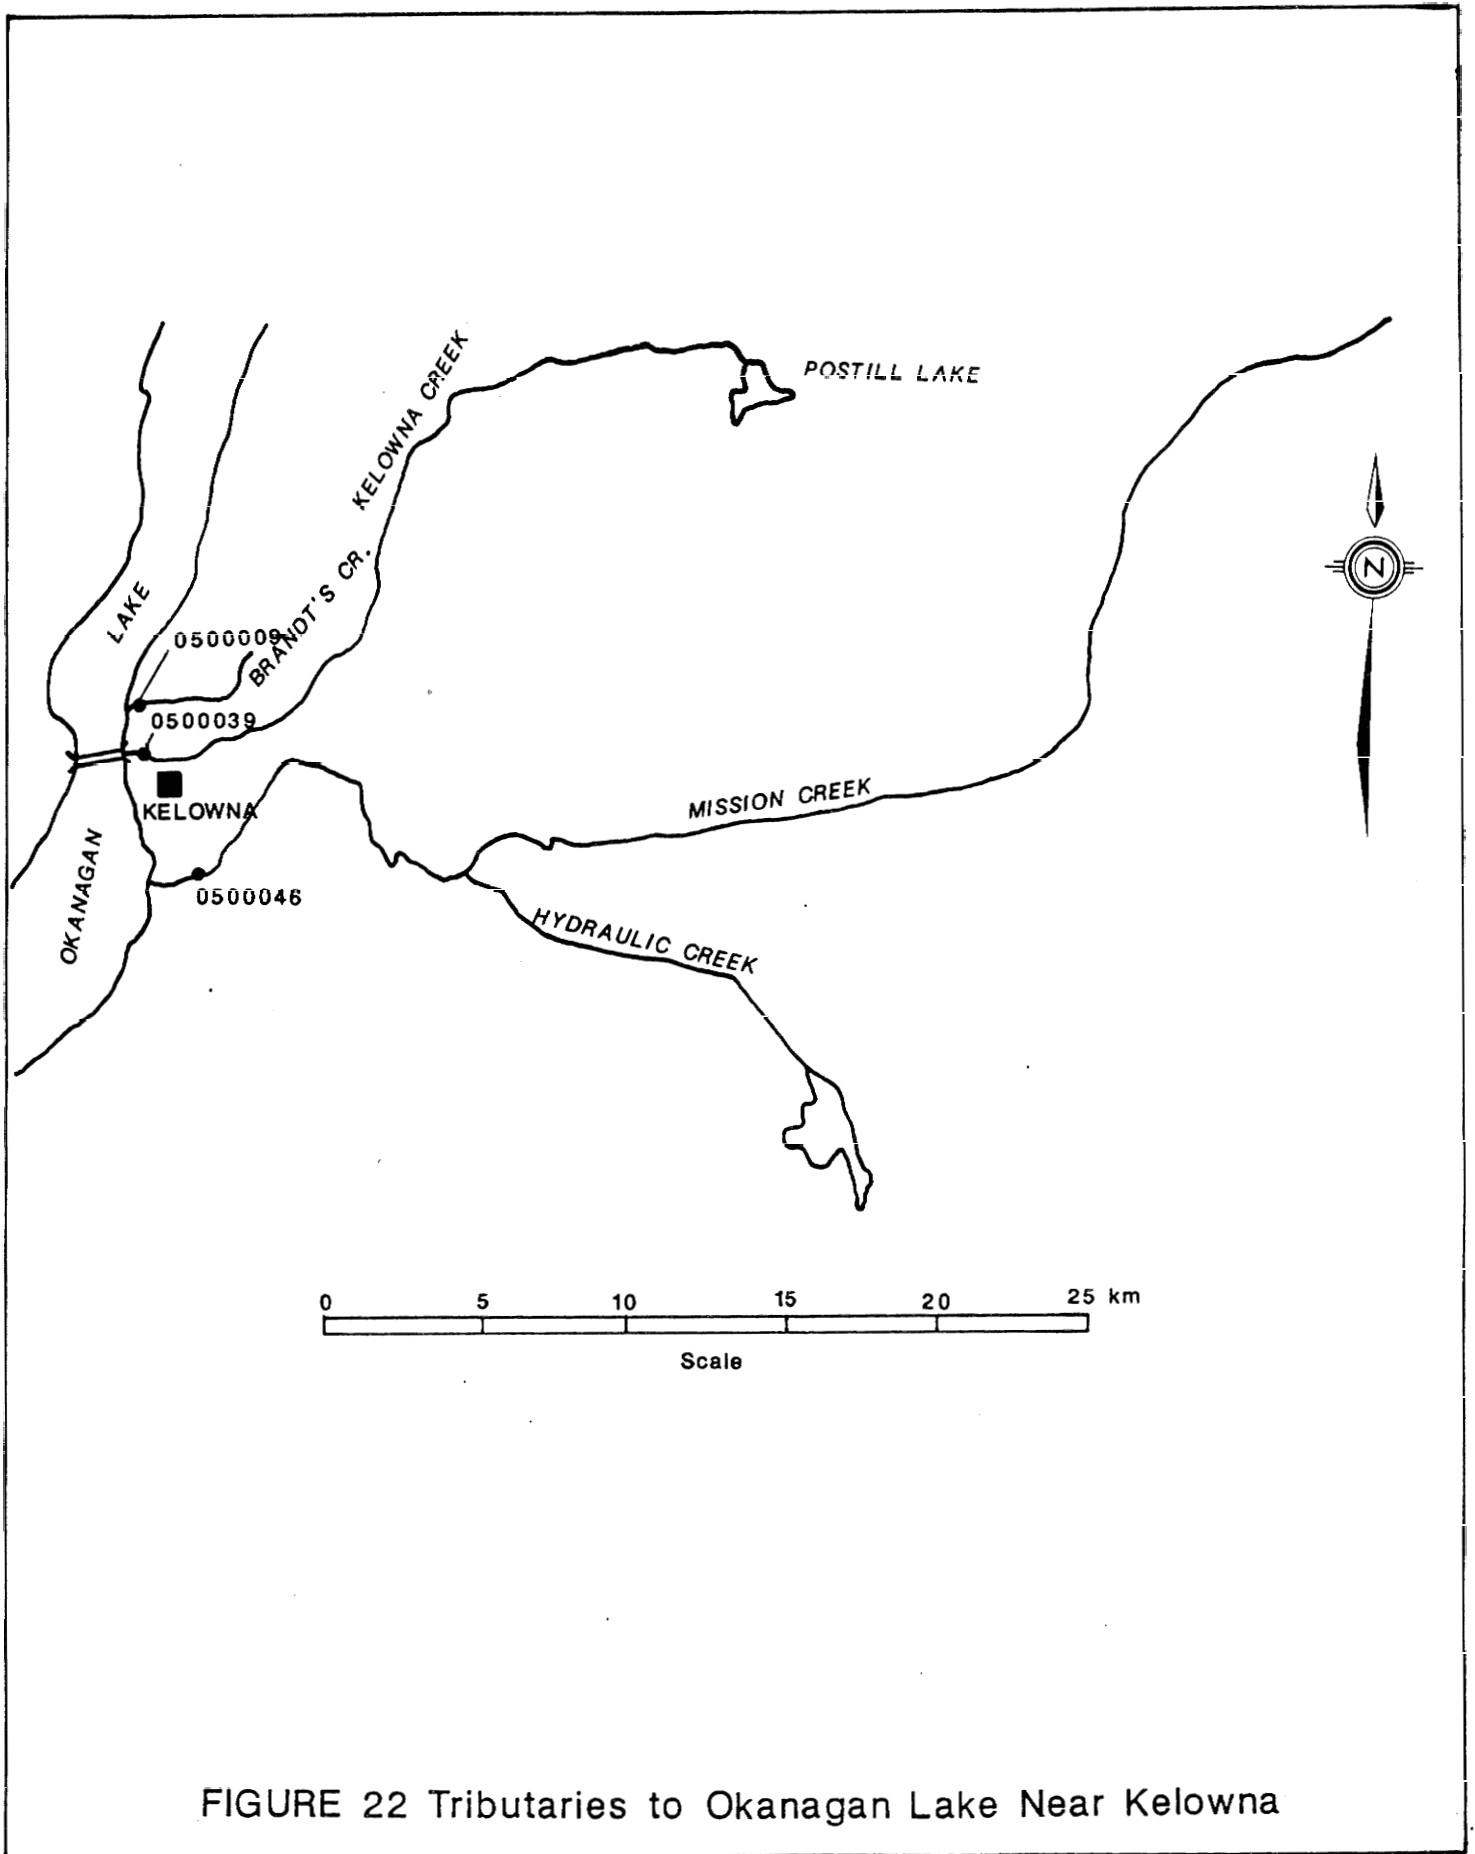 KELOWNA CREEK
POSTILL LAKE
BRANDT'S CR.
LAKE
0500009
N
0500039
KELOWNA
MISSION CREEK
OKANAGAN
0500046
HYDRAULIC CREEK
0 5 10 15 20 25 km
Scale
FIGURE 22 Tributaries to Okanagan Lake Near Kelowna